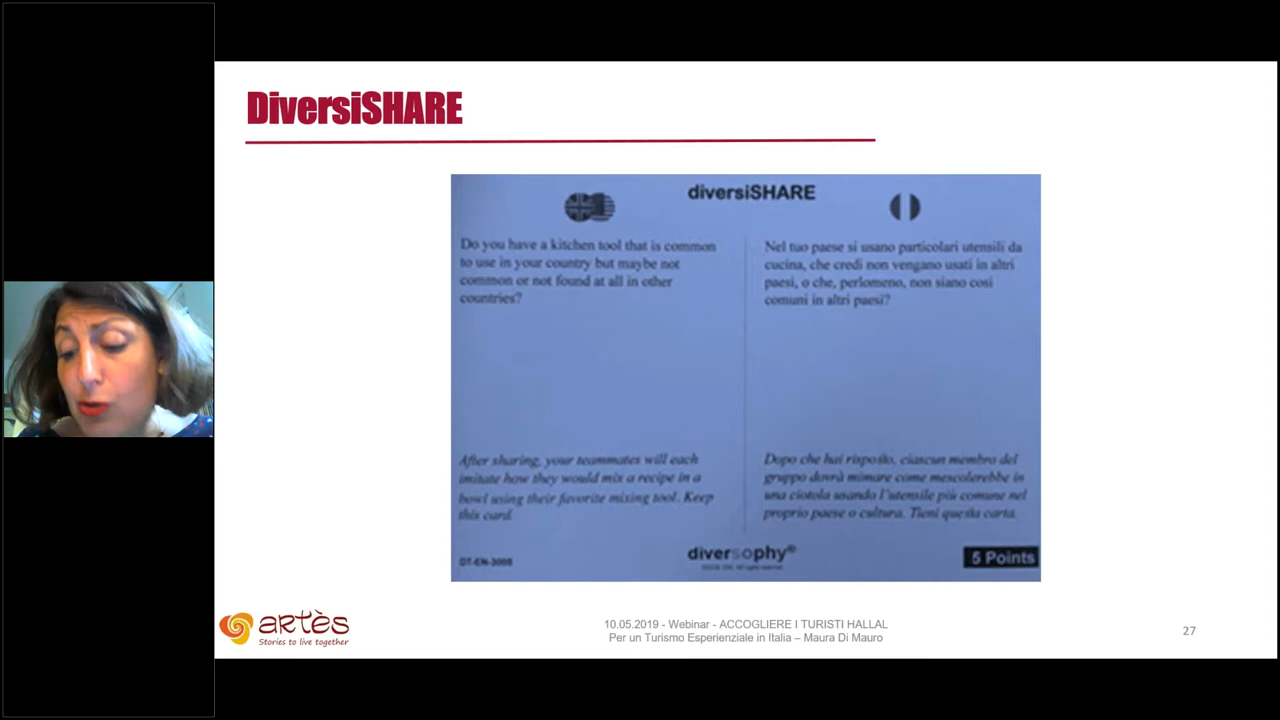 DiversiSHARE
diversiSHARE
Do you have a kitchen tool that is common
to use in your country but maybe not
common or not found at all in other
countries?
After sharing, your teammates will each
imitate how they would mix a recipe in a
bowl using their favorite mixing tool. Keep
this card.
Nel tuo paese si usano particolari utensili da
cucina, che credi non vengano usati in altri
paesi, o che, perlomeno, non siano così
comuni in altri paesi?
Dopo che hai risposto, ciascun membro del
gruppo dovrà mimare come mescolerebbe in
una ciotola usando l'utensile più comune nel
proprio paese o cultura. Tieni questa carta.
diversophy®
5 Points
artès
Stories to live together
10.05.2019 - Webinar - ACCOGLIERE I TURISTI HALLAL
Per un Turismo Esperienziale in Italia – Maura Di Mauro
27